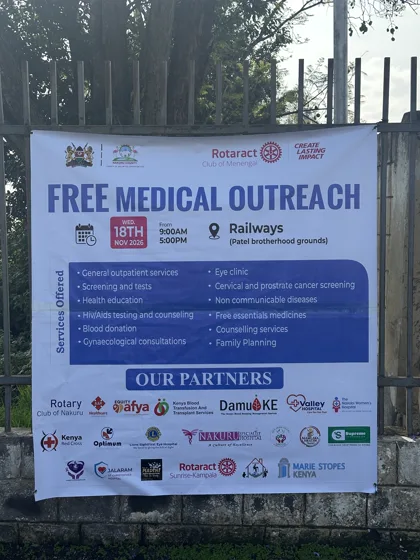 Rotaract
Club of Menengai
CREATE
LASTING
IMPACT
FREE MEDICAL OUTREACH
WED.
18TH
NOV 2026
From
9:00AM
5:00PM
Railways
(Patel brotherhood grounds)
Services Offered
• General outpatient services
• Screening and tests
• Health education
• Hiv/Aids testing and counseling
• Blood donation
• Gynaecological consultations
• Eye clinic
• Cervical and prostrate cancer screening
• Non communicable diseases
• Free essentials medicines
• Counselling services
• Family Planning
OUR PARTNERS
Rotary
Club of Nakuru
EQUITY
afya
Kenya Blood
Transfusion And
Transplant Services
DamuKE
Valley
HOSPITAL
Kenya
Red Cross
Optimum
NAKURU
JALARAM
Rotaract
Sunrise-Kampala
MARIE STOPES
KENYA